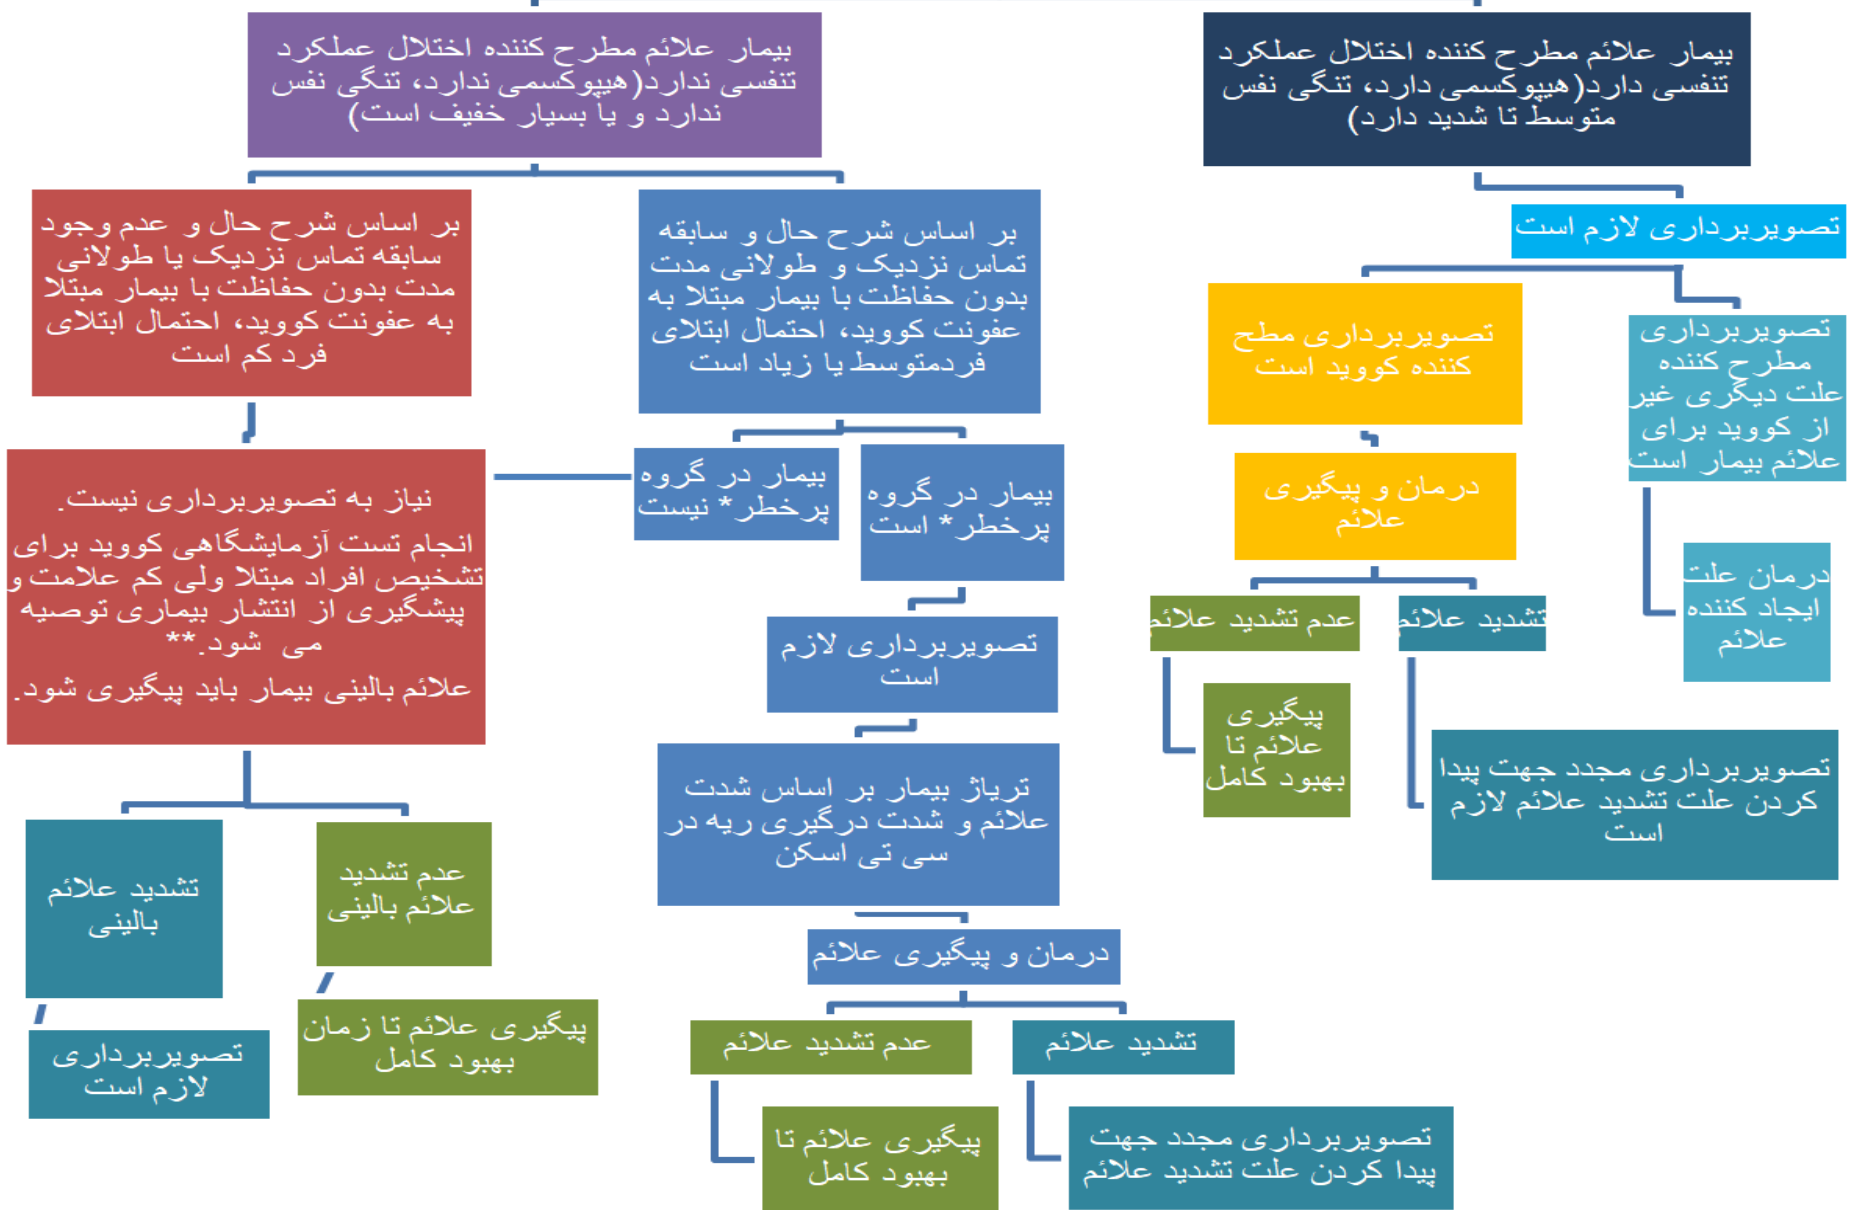 بیمار علائم مطرح کننده اختلال عملکرد
تنفسی دارد(هیپوکسمی دارد، تنگی نفس
متوسط تا شدید دارد)
تصویربرداری لازم است
تصویربرداری
مطرح کننده
علت دیگری غیر
از کووید برای
علائم بیمار است
درمان علت
ایجاد کننده
علائم
تصویربرداری مطح
کننده کووید است
درمان و پیگیری
علائم
تشدید علائم
تصویربرداری مجدد جهت پیدا
کردن علت تشدید علائم لازم
است
عدم تشدید علائم
پیگیری
علائم تا
بهبود کامل
بیمار علائم مطرح کننده اختلال عملکرد
تنفسی ندارد(هیپوکسمی ندارد، تنگی نفس
ندارد و یا بسیار خفیف است)
بر اساس شرح حال و سابقه
تماس نزدیک و طولانی مدت
بدون حفاظت با بیمار مبتلا به
عفونت کووید، احتمال ابتلای
فردمتوسط یا زیاد است
بیمار در گروه
پرخطر* است
تصویربرداری لازم
است
تریاژ بیمار بر اساس شدت
علائم و شدت درگیری ریه در
سی تی اسکن
درمان و پیگیری علائم
تشدید علائم
تصویربرداری مجدد جهت
پیدا کردن علت تشدید علائم
عدم تشدید علائم
پیگیری علائم تا
بهبود کامل
بیمار در گروه
پرخطر* نیست
بر اساس شرح حال و عدم وجود
سابقه تماس نزدیک یا طولانی
مدت بدون حفاظت با بیمار مبتلا
به عفونت کووید، احتمال ابتلای
فرد کم است
نیاز به تصویربرداری نیست.
انجام تست آزمایشگاهی کووید برای
تشخیص افراد مبتلا ولی کم علامت و
پیشگیری از انتشار بیماری توصیه
می شود.**
علائم بالینی بیمار باید پیگیری شود.
عدم تشدید
علائم بالینی
پیگیری علائم تا زمان
بهبود کامل
تشدید علائم
بالینی
تصویربرداری
لازم است